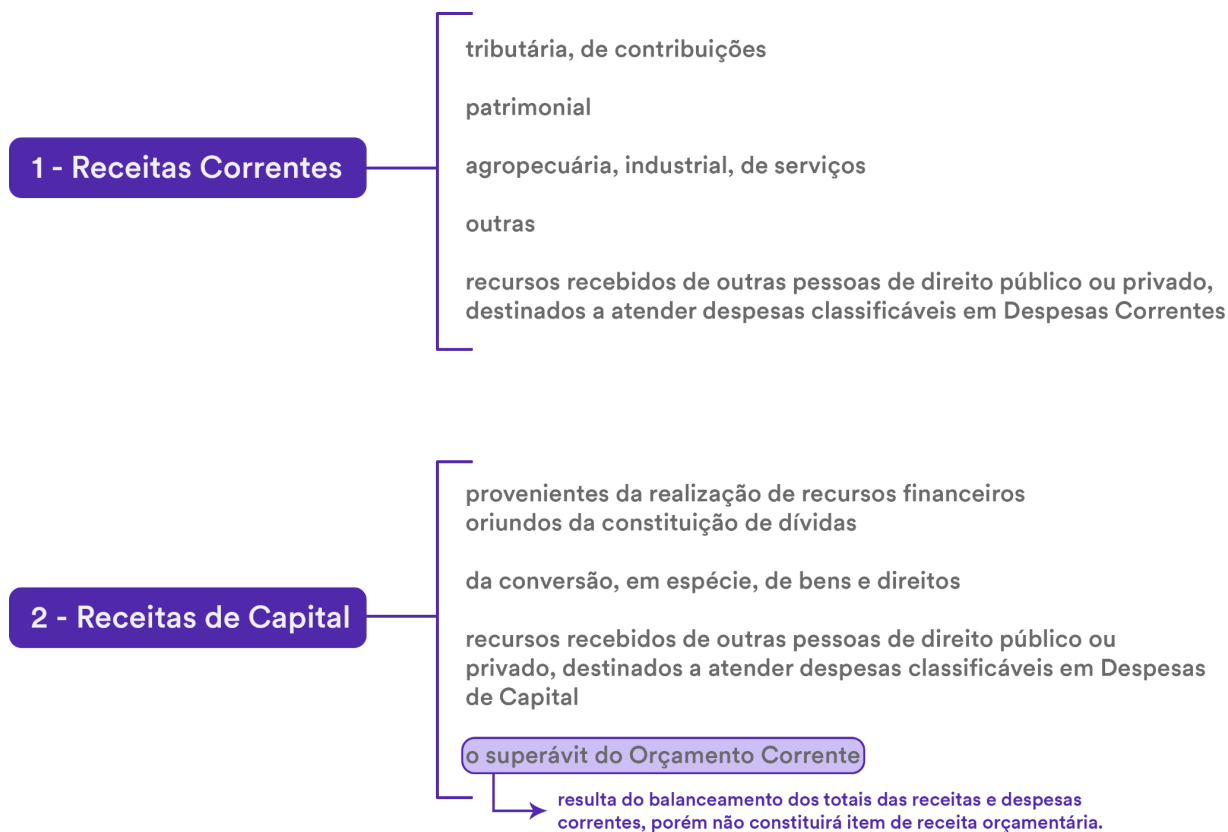 1 - Receitas Correntes
tributária, de contribuições
patrimonial
agropecuária, industrial, de serviços
outras
recursos recebidos de outras pessoas de direito público ou privado,
destinados a atender despesas classificáveis em Despesas Correntes
2 - Receitas de Capital
provenientes da realização de recursos financeiros
oriundos da constituição de dívidas
da conversão, em espécie, de bens e direitos
recursos recebidos de outras pessoas de direito público ou
privado, destinados a atender despesas classificáveis em Despesas
de Capital
o superávit do Orçamento Corrente
resulta do balanceamento dos totais das receitas e despesas
correntes, porém não constituirá item de receita orçamentária.